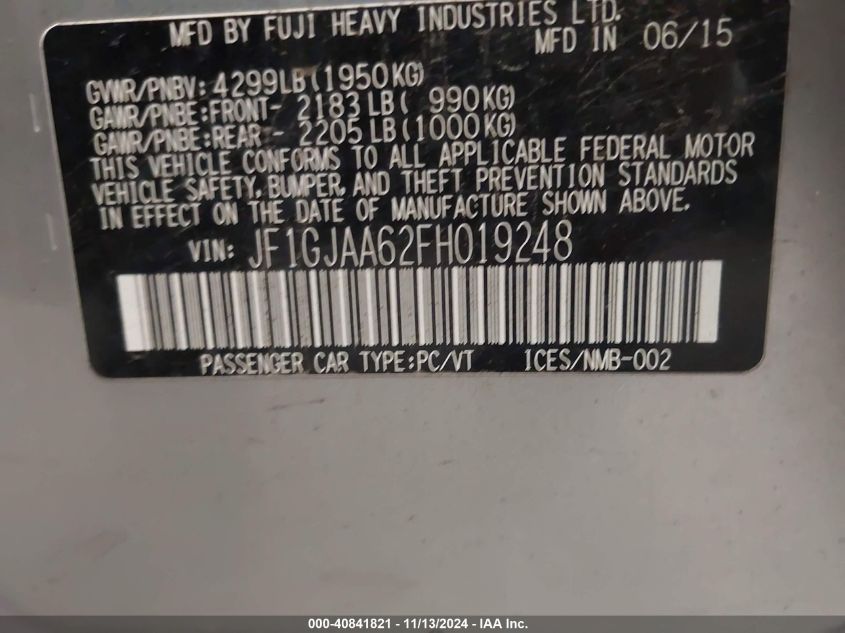 MFD BY FUJI HEAVY INDUSTRIES LTD.
MFD IN 06/15
GVWR/PNBV: 4299LB (1950KG)
GAWR/PNBE: FRONT- 2183 LB ( 990KG)
GAWR/PNBE: REAR - 2205 LB (1000KG)
THIS VEHICLE CONFORMS TO ALL APPLICABLE FEDERAL MOTOR
VEHICLE SAFETY, BUMPER, AND THEFT PREVENTION STANDARDS
IN EFFECT ON THE DATE OF MANUFACTURE SHOWN ABOVE.
VIN: JF1GJAA62FH019248
PASSENGER CAR TYPE:PC/VT ICES/NMB-002
000-40841821 - 11/13/2024 - IAA Inc.